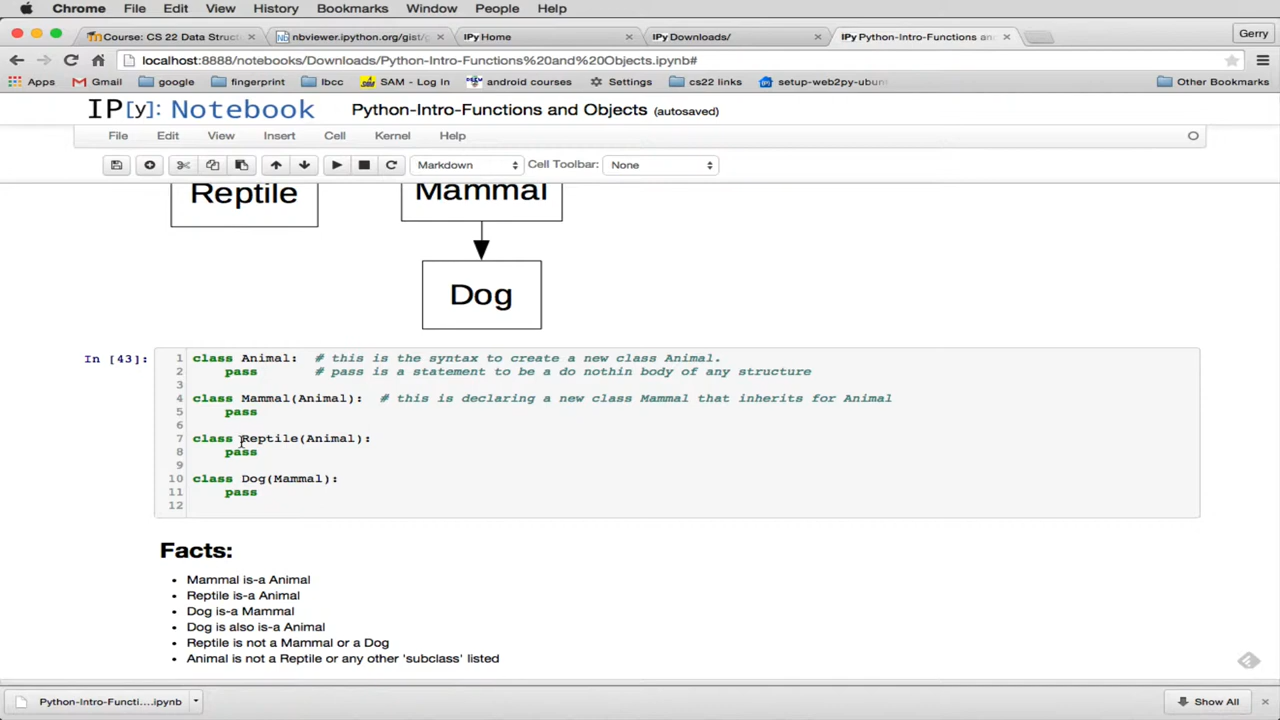 Chrome File Edit View History Bookmarks Window People Help
Course: CS 22 Data Struct
nbviewer.ipython.org/gist/
IPy Home
IPy Downloads/
IPy Python-Intro-Functions an
Gerry
localhost:8888/notebooks/Downloads/Python-Intro-Functions%20and%20Objects.ipynb#
Apps Gmail google fingerprint lbcc SAM - Log In android courses Settings cs22 links setup-web2py-ubun Other Bookmarks
IP[y]: Notebook Python-Intro-Functions and Objects (autosaved)
File Edit View Insert Cell Kernel Help
Markdown Cell Toolbar: None
Reptile Mammal
Dog
In [43]:
1 class Animal: # this is the syntax to create a new class Animal.
2 pass # pass is a statement to be a do nothin body of any structure
3
4 class Mammal(Animal): # this is declaring a new class Mammal that inherits for Animal
5 pass
6
7 class Reptile(Animal):
8 pass
9
10 class Dog(Mammal):
11 pass
12
Facts:
• Mammal is-a Animal
• Reptile is-a Animal
• Dog is-a Mammal
• Dog is also is-a Animal
• Reptile is not a Mammal or a Dog
• Animal is not a Reptile or any other 'subclass' listed
Python-Intro-Functi....ipynb Show All